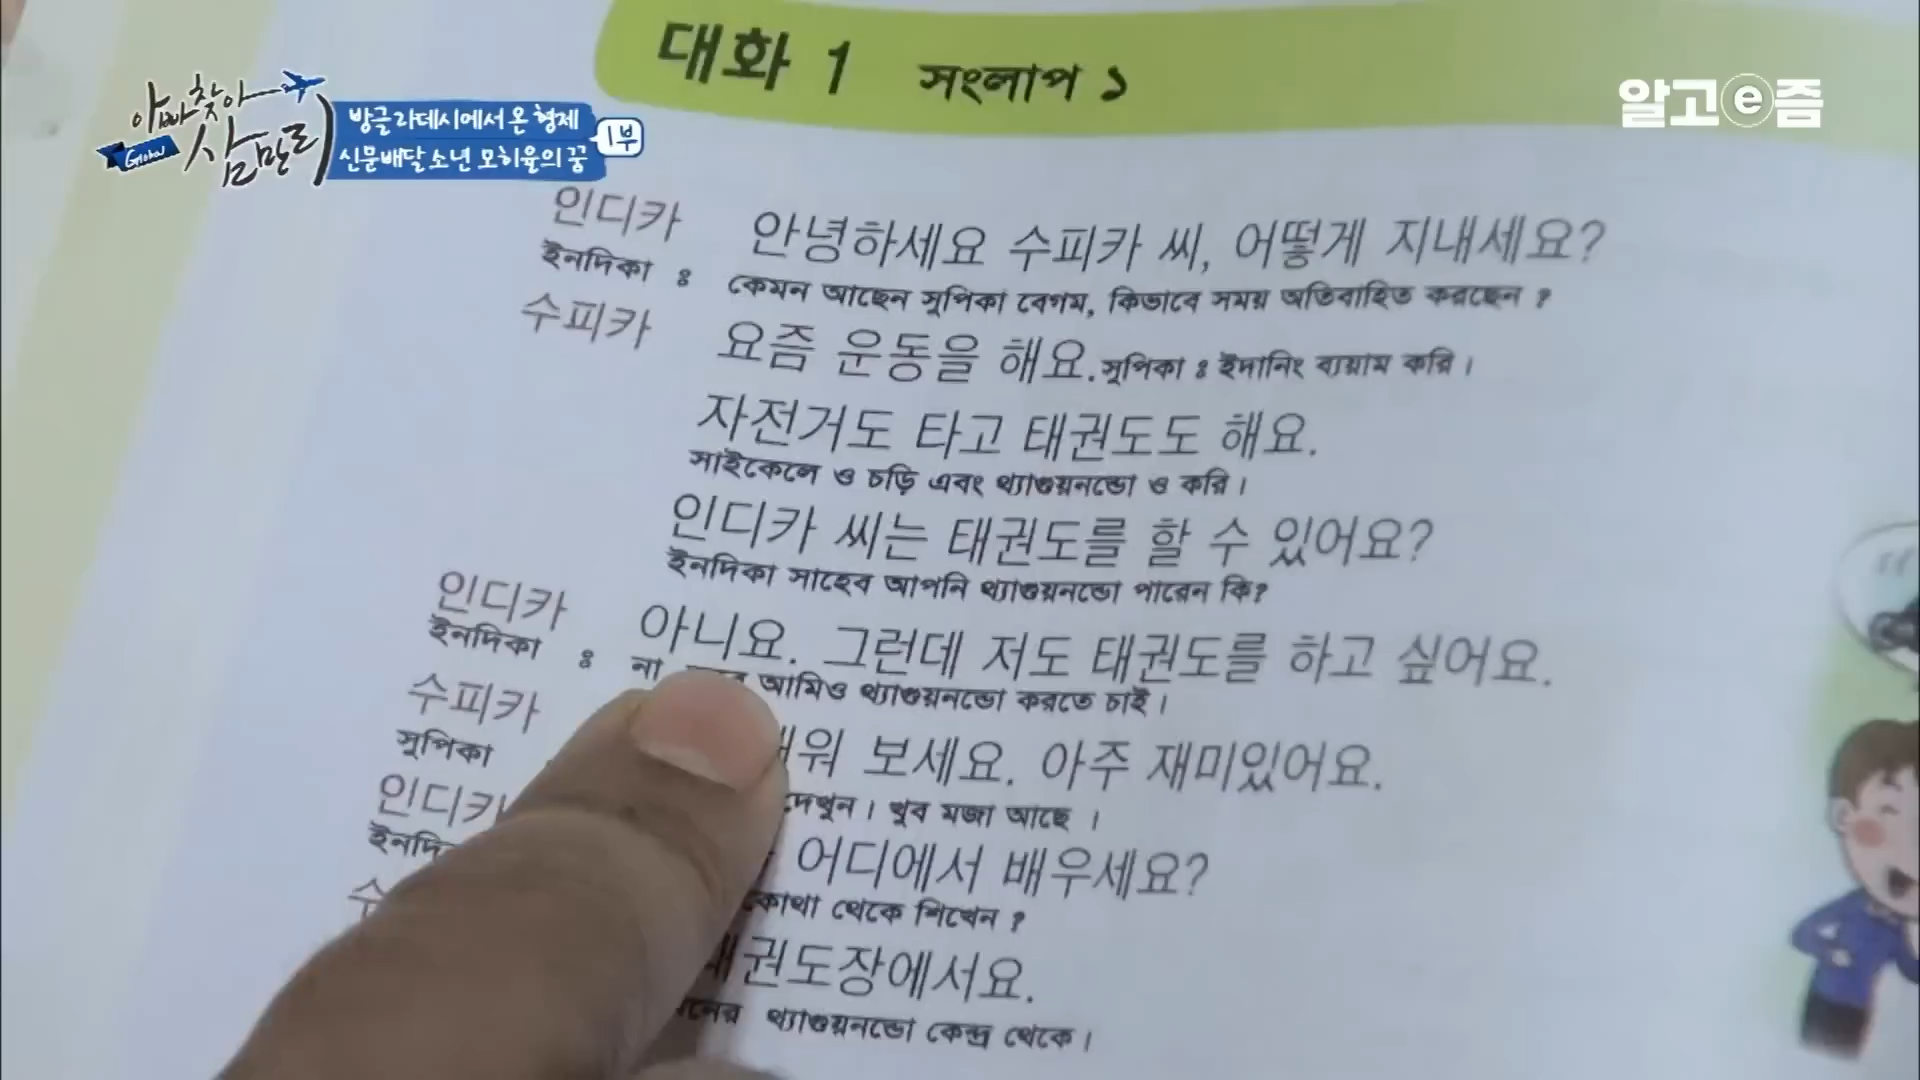 대화 1 সংলাপ ১
아빠 찾아
삼만리
Global
방글라데시에서 온 형제
신문배달 소년 모히율의 꿈
1부
알고e즘
인디카 안녕하세요 수피카 씨, 어떻게 지내세요?
ইনদিকা : কেমন আছেন সুপিকা বেগম, কিভাবে সময় অতিবাহিত করছেন ?
수피카 요즘 운동을 해요. সুপিকা : ইদানিং ব্যয়াম করি ।
자전거도 타고 태권도도 해요.
সাইকেলে ও চড়ি এবং থ্যাগুয়নডো ও করি ।
인디카 씨는 태권도를 할 수 있어요?
ইনদিকা সাহেব আপনি থ্যাগুয়নডো পারেন কি?
인디카 아니요. 그런데 저도 태권도를 하고 싶어요.
ইনদিকা : না আমিও থ্যাগুয়নডো করতে চাই ।
수피카 보세요. 아주 재미있어요.
সুপিকা দেখুন । খুব মজা আছে ।
인디카 어디에서 배우세요?
কোথা থেকে শিখেন ?
태권도장에서요.
থ্যাগুয়নডো কেন্দ্র থেকে ।